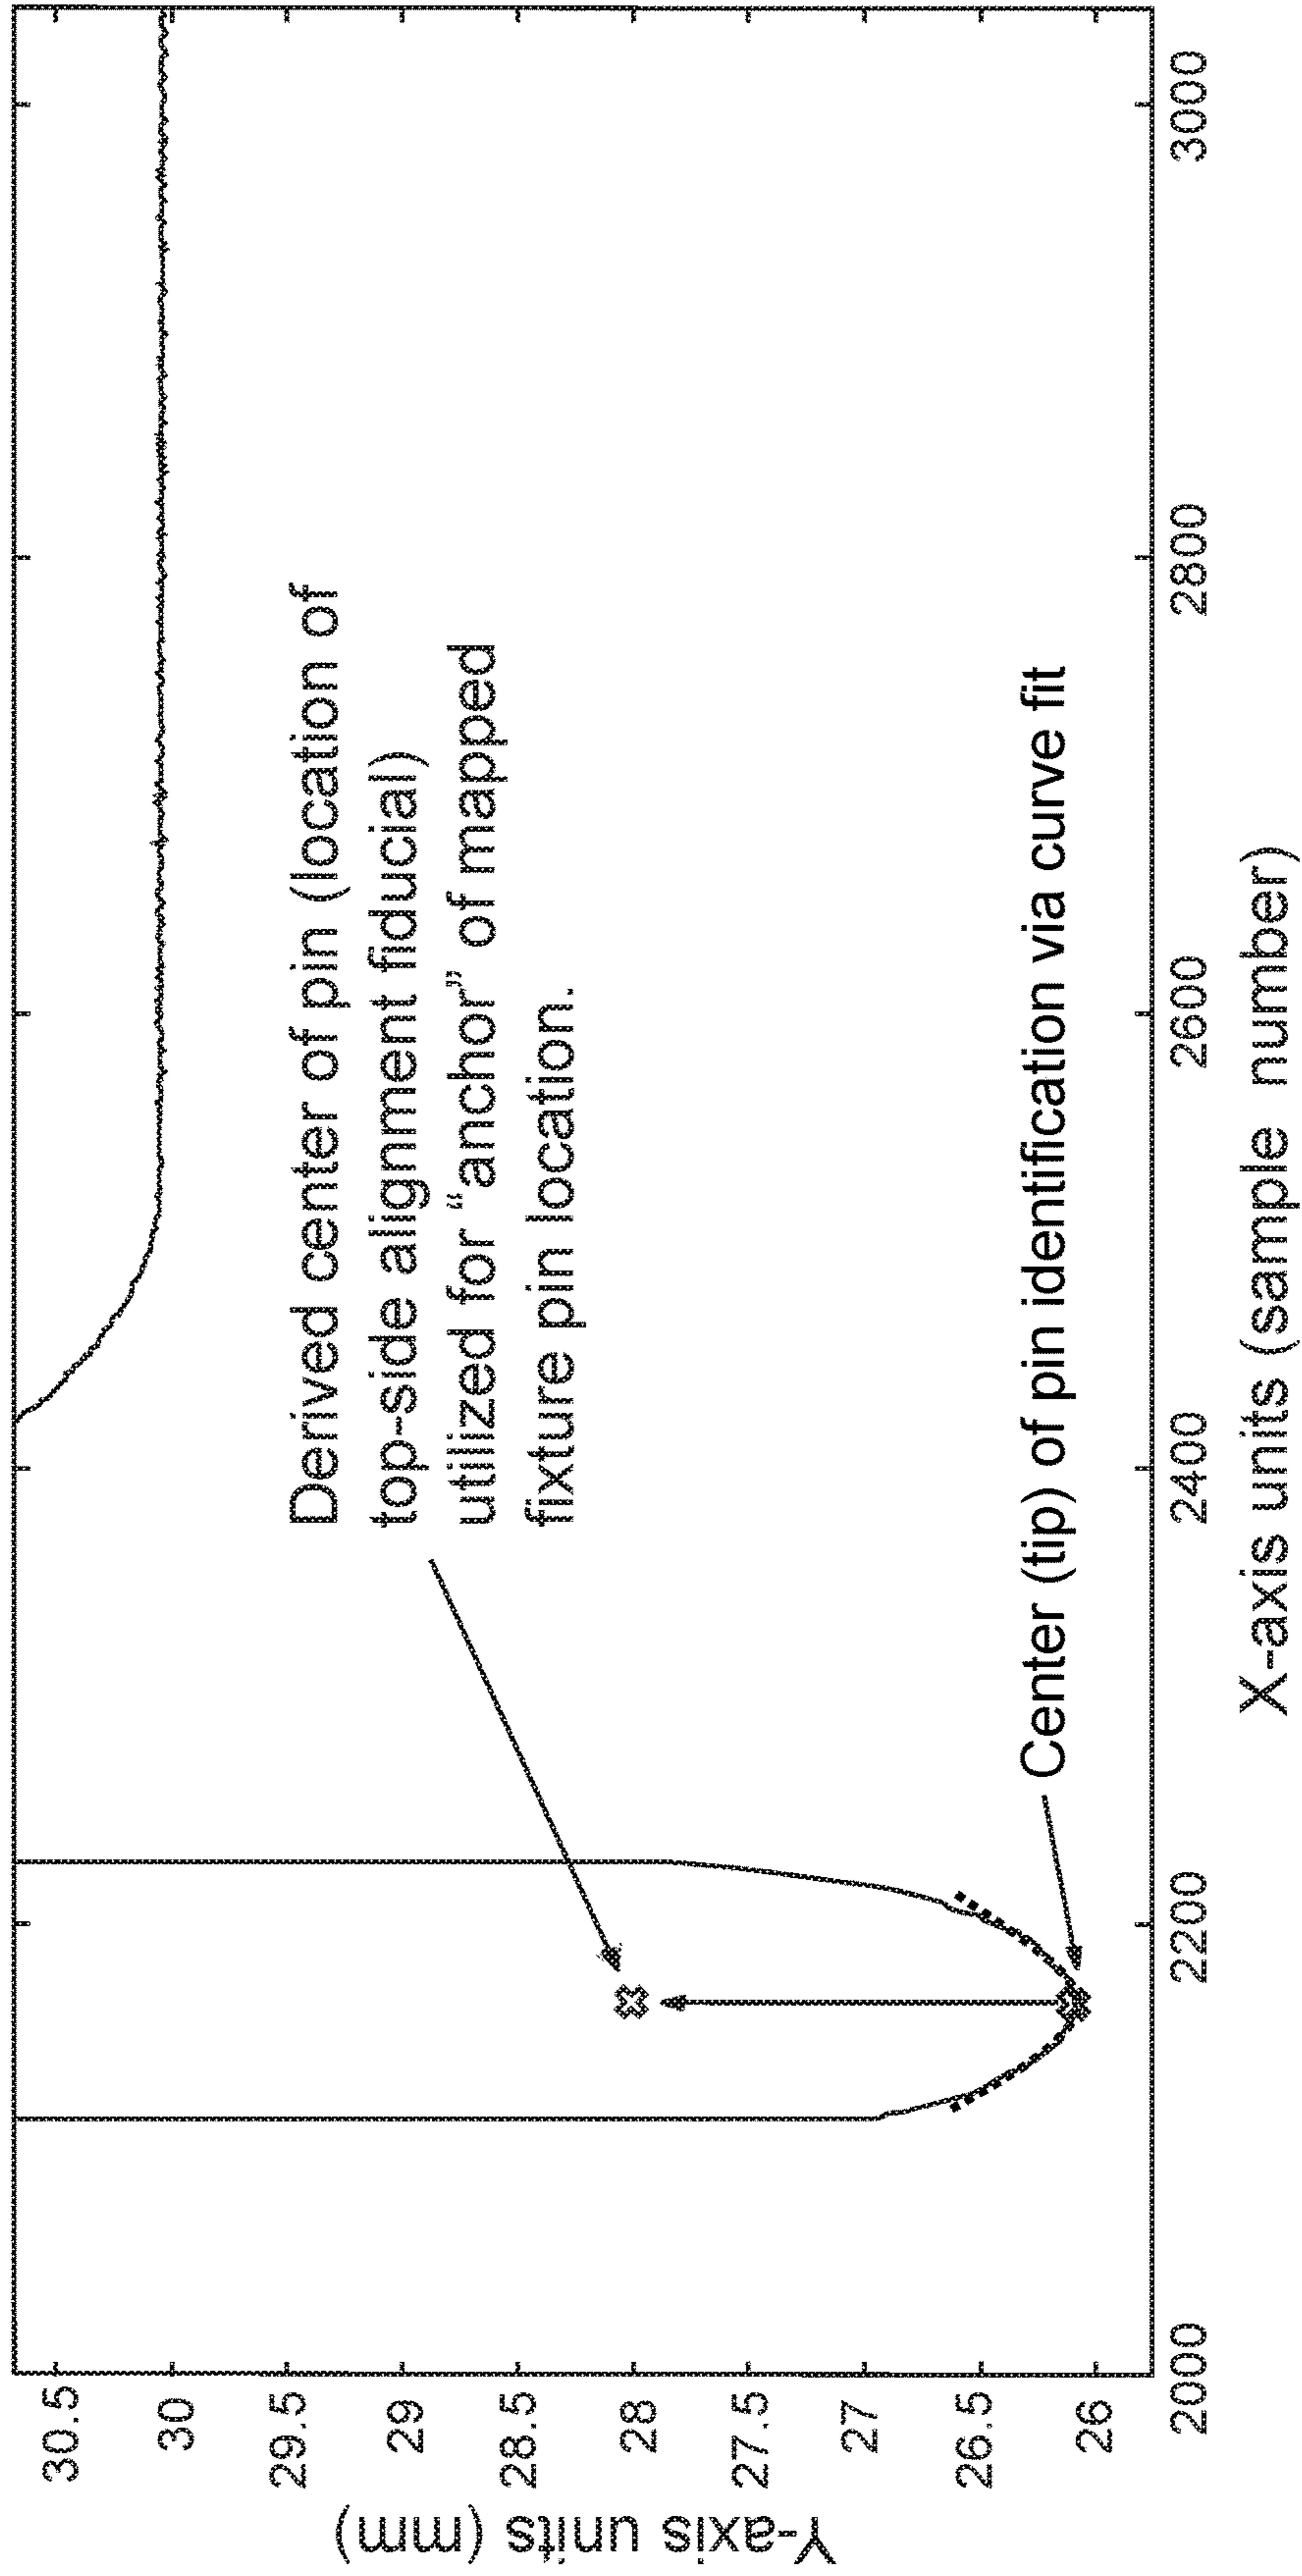 30.5
30
29.5
29
28.5
28
27.5
27
26.5
26
Y-axis units (mm)
Derived center of pin (location of
top-side alignment fiducial)
utilized for “anchor” of mapped
fixture pin location.
Center (tip) of pin identification via curve fit
2000 2200 2400 2600 2800 3000
X-axis units (sample number)